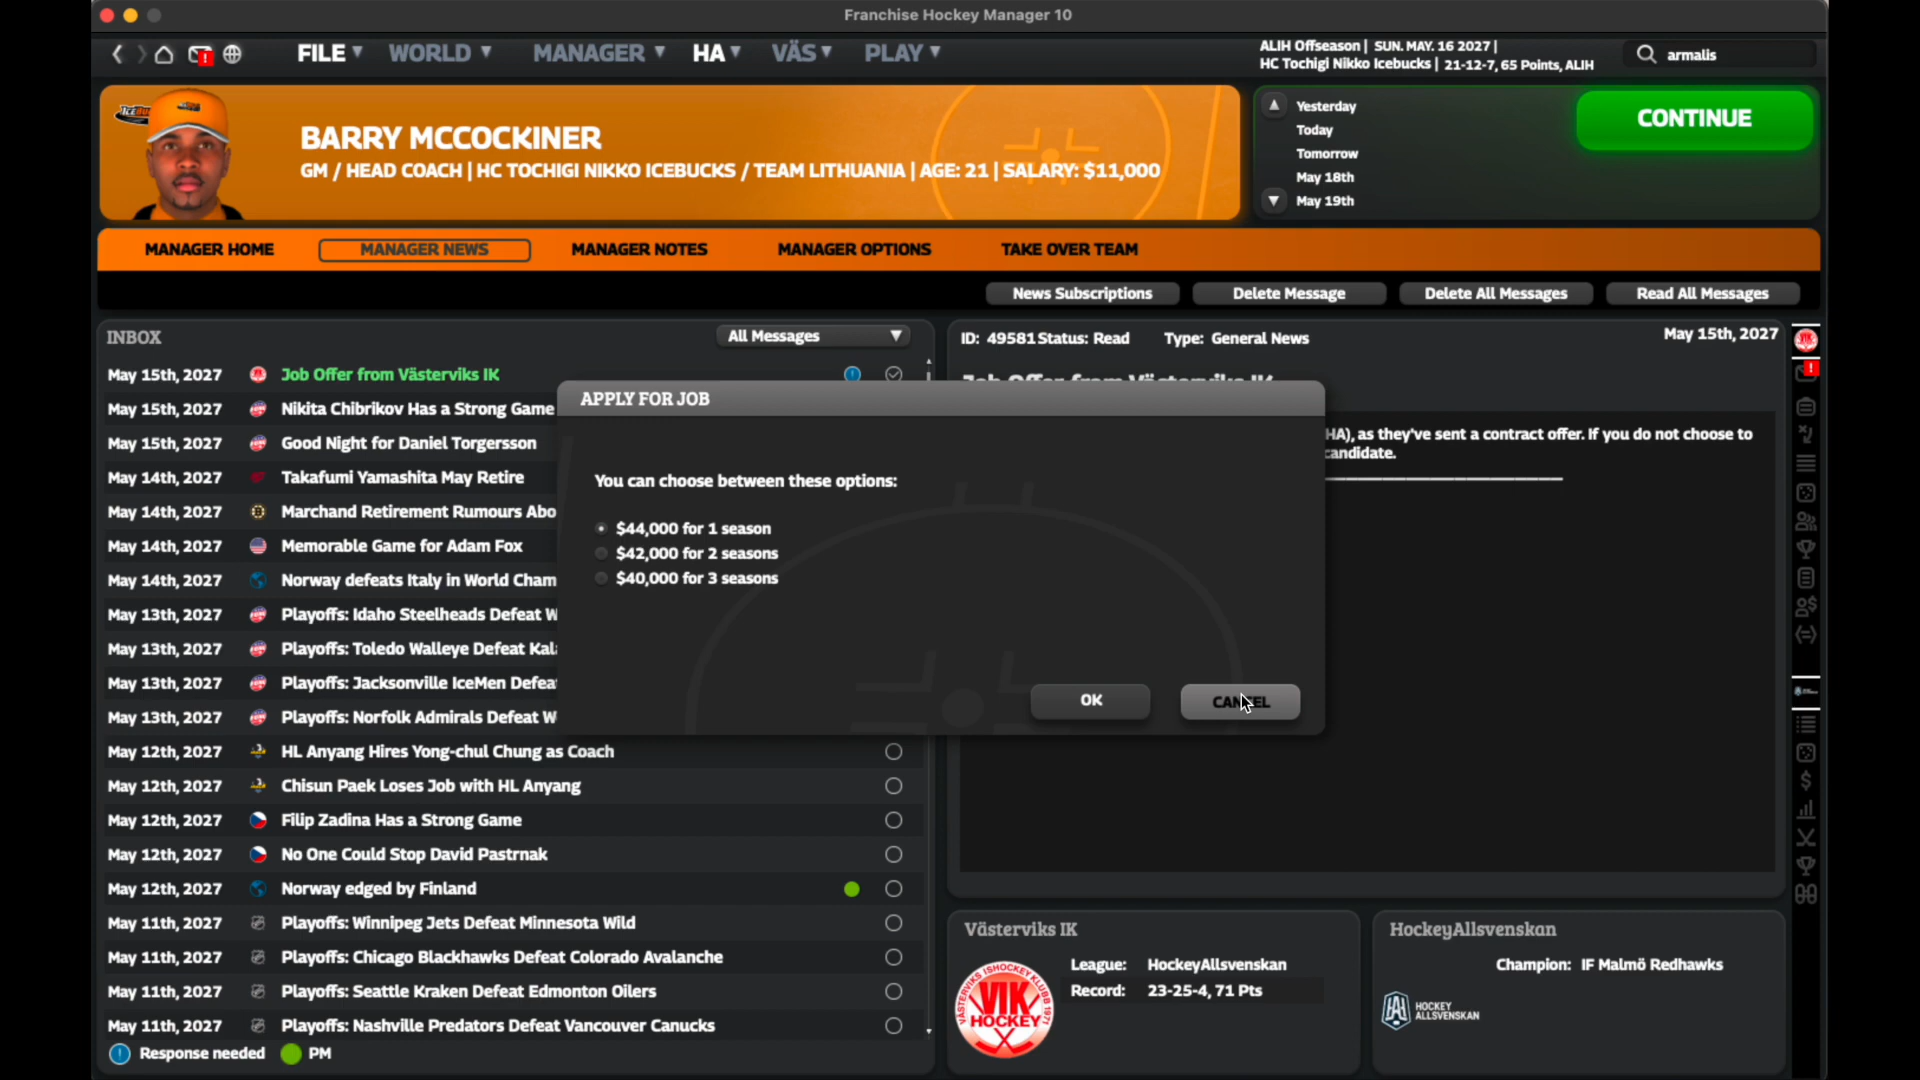 Franchise Hockey Manager 10
FILE
WORLD
MANAGER
HA
VÄS
PLAY
ALIH Offseason | SUN. MAY. 16 2027 |
HC Tochigi Nikko Icebucks | 21-12-7, 65 Points, ALIH
armalis
BARRY MCCOCKINER
GM / HEAD COACH | HC TOCHIGI NIKKO ICEBUCKS / TEAM LITHUANIA | AGE: 21 | SALARY: $11,000
Yesterday
Today
Tomorrow
May 18th
May 19th
CONTINUE
MANAGER HOME
MANAGER NEWS
MANAGER NOTES
MANAGER OPTIONS
TAKE OVER TEAM
News Subscriptions
Delete Message
Delete All Messages
Read All Messages
INBOX
All Messages
May 15th, 2027 Job Offer from Västerviks IK
May 15th, 2027 Nikita Chibrikov Has a Strong Game
May 15th, 2027 Good Night for Daniel Torgersson
May 14th, 2027 Takafumi Yamashita May Retire
May 14th, 2027 Marchand Retirement Rumours Abo
May 14th, 2027 Memorable Game for Adam Fox
May 14th, 2027 Norway defeats Italy in World Cham
May 13th, 2027 Playoffs: Idaho Steelheads Defeat W
May 13th, 2027 Playoffs: Toledo Walleye Defeat Kal
May 13th, 2027 Playoffs: Jacksonville IceMen Defea
May 13th, 2027 Playoffs: Norfolk Admirals Defeat W
May 12th, 2027 HL Anyang Hires Yong-chul Chung as Coach
May 12th, 2027 Chisun Paek Loses Job with HL Anyang
May 12th, 2027 Filip Zadina Has a Strong Game
May 12th, 2027 No One Could Stop David Pastrnak
May 12th, 2027 Norway edged by Finland
May 11th, 2027 Playoffs: Winnipeg Jets Defeat Minnesota Wild
May 11th, 2027 Playoffs: Chicago Blackhawks Defeat Colorado Avalanche
May 11th, 2027 Playoffs: Seattle Kraken Defeat Edmonton Oilers
May 11th, 2027 Playoffs: Nashville Predators Defeat Vancouver Canucks
Response needed
PM
ID: 49581 Status: Read Type: General News
May 15th, 2027
Job Offer from Västerviks IK
HA), as they've sent a contract offer. If you do not choose to
candidate.
APPLY FOR JOB
You can choose between these options:
$44,000 for 1 season
$42,000 for 2 seasons
$40,000 for 3 seasons
OK
CANCEL
Västerviks IK
League: HockeyAllsvenskan
Record: 23-25-4, 71 Pts
VÄSTERVIKS ISHOCKEY KLUBB 1971
VIK
HOCKEY
HockeyAllsvenskan
Champion: IF Malmö Redhawks
HOCKEY
ALLSVENSKAN